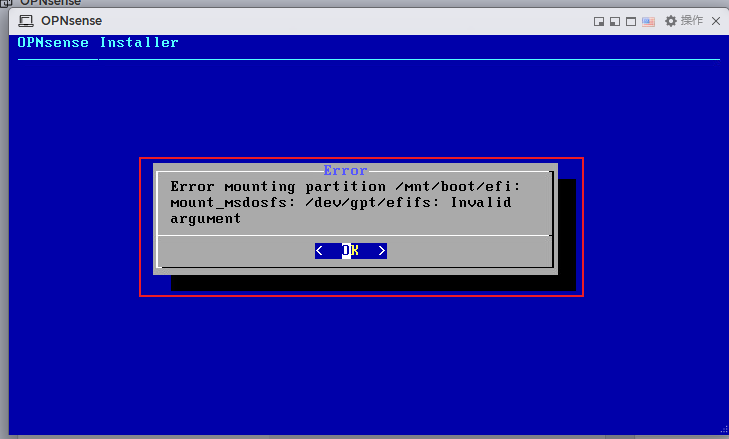 OPNsense
OPNsense
操作
OPNsense Installer
Error
Error mounting partition /mnt/boot/efi:
mount_msdosfs: /dev/gpt/efifs: Invalid
argument
< OK >